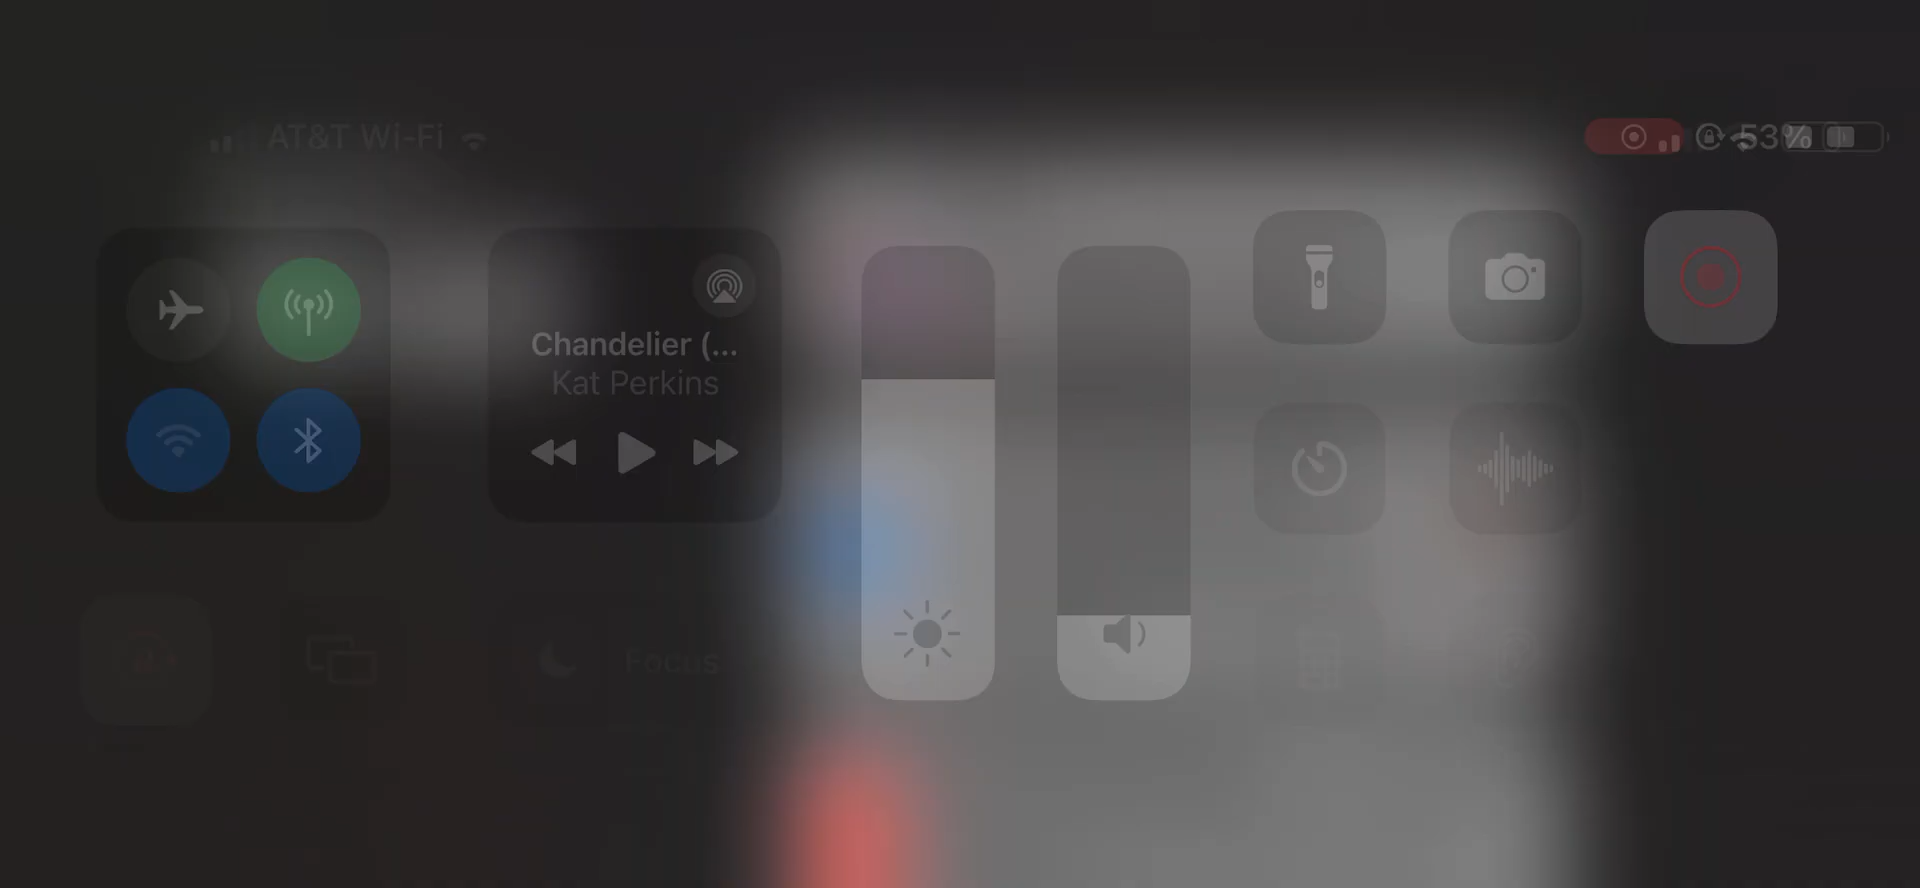 AT&T Wi-Fi
53%
Chandelier (...
Kat Perkins
Focus